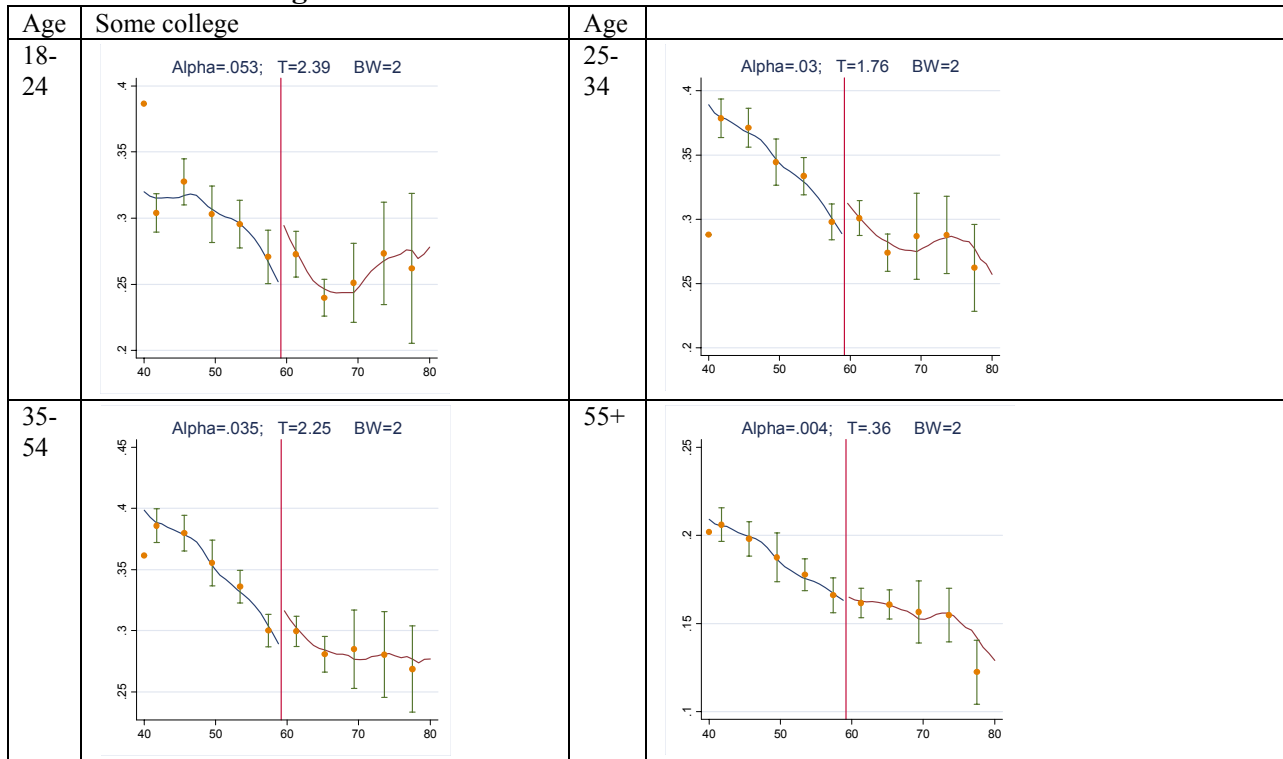 Age Some college Age
18-
24
Alpha=.053; T=2.39 BW=2
.4
.35
.3
.25
.2
40 50 60 70 80
25-
34
Alpha=.03; T=1.76 BW=2
.4
.35
.3
.25
.2
40 50 60 70 80
35-
54
Alpha=.035; T=2.25 BW=2
.45
.4
.35
.3
.25
40 50 60 70 80
55+
Alpha=.004; T=.36 BW=2
.25
.2
.15
.1
40 50 60 70 80